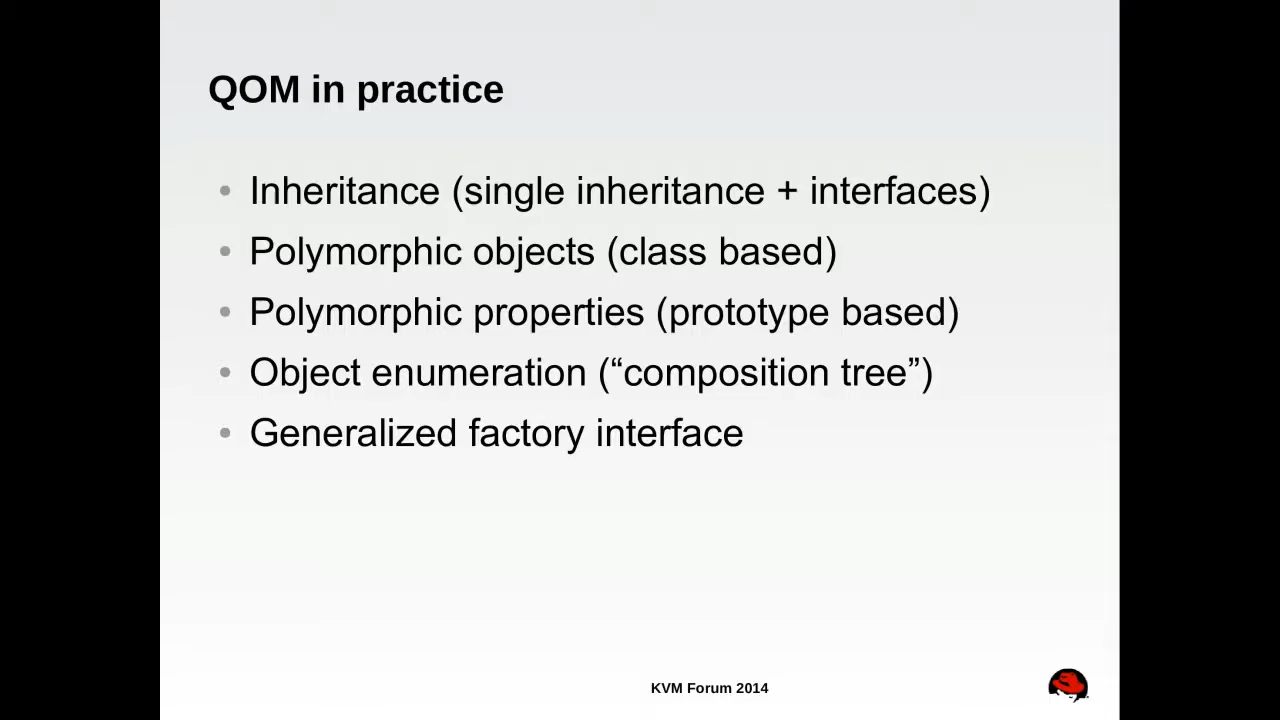 QOM in practice
• Inheritance (single inheritance + interfaces)
• Polymorphic objects (class based)
• Polymorphic properties (prototype based)
• Object enumeration (“composition tree”)
• Generalized factory interface
KVM Forum 2014